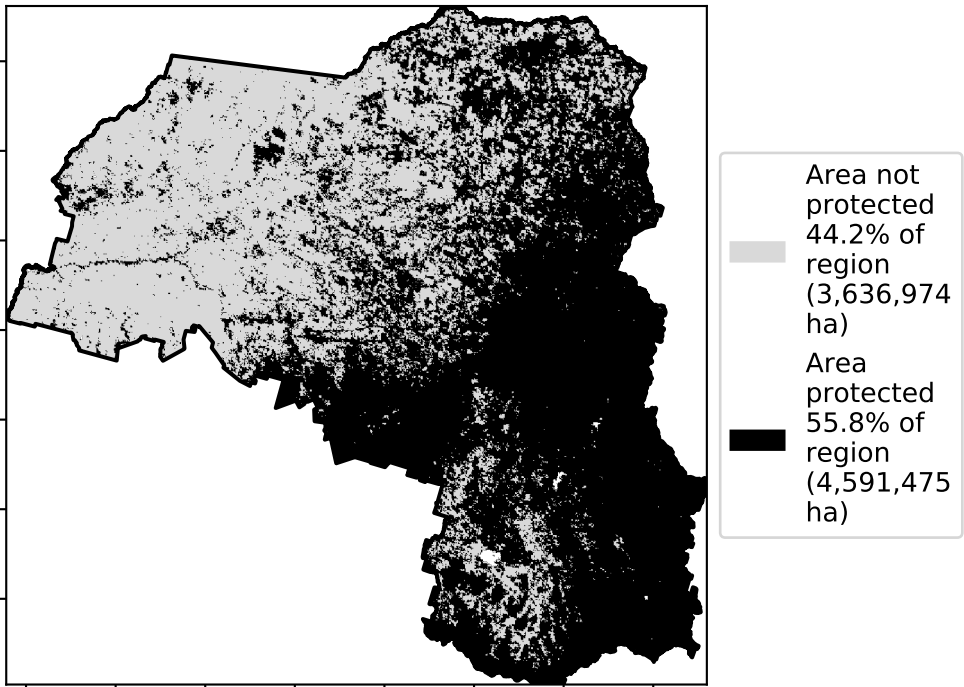 Area not
protected
44.2% of
region
(3,636,974
ha)
Area
protected
55.8% of
region
(4,591,475
ha)